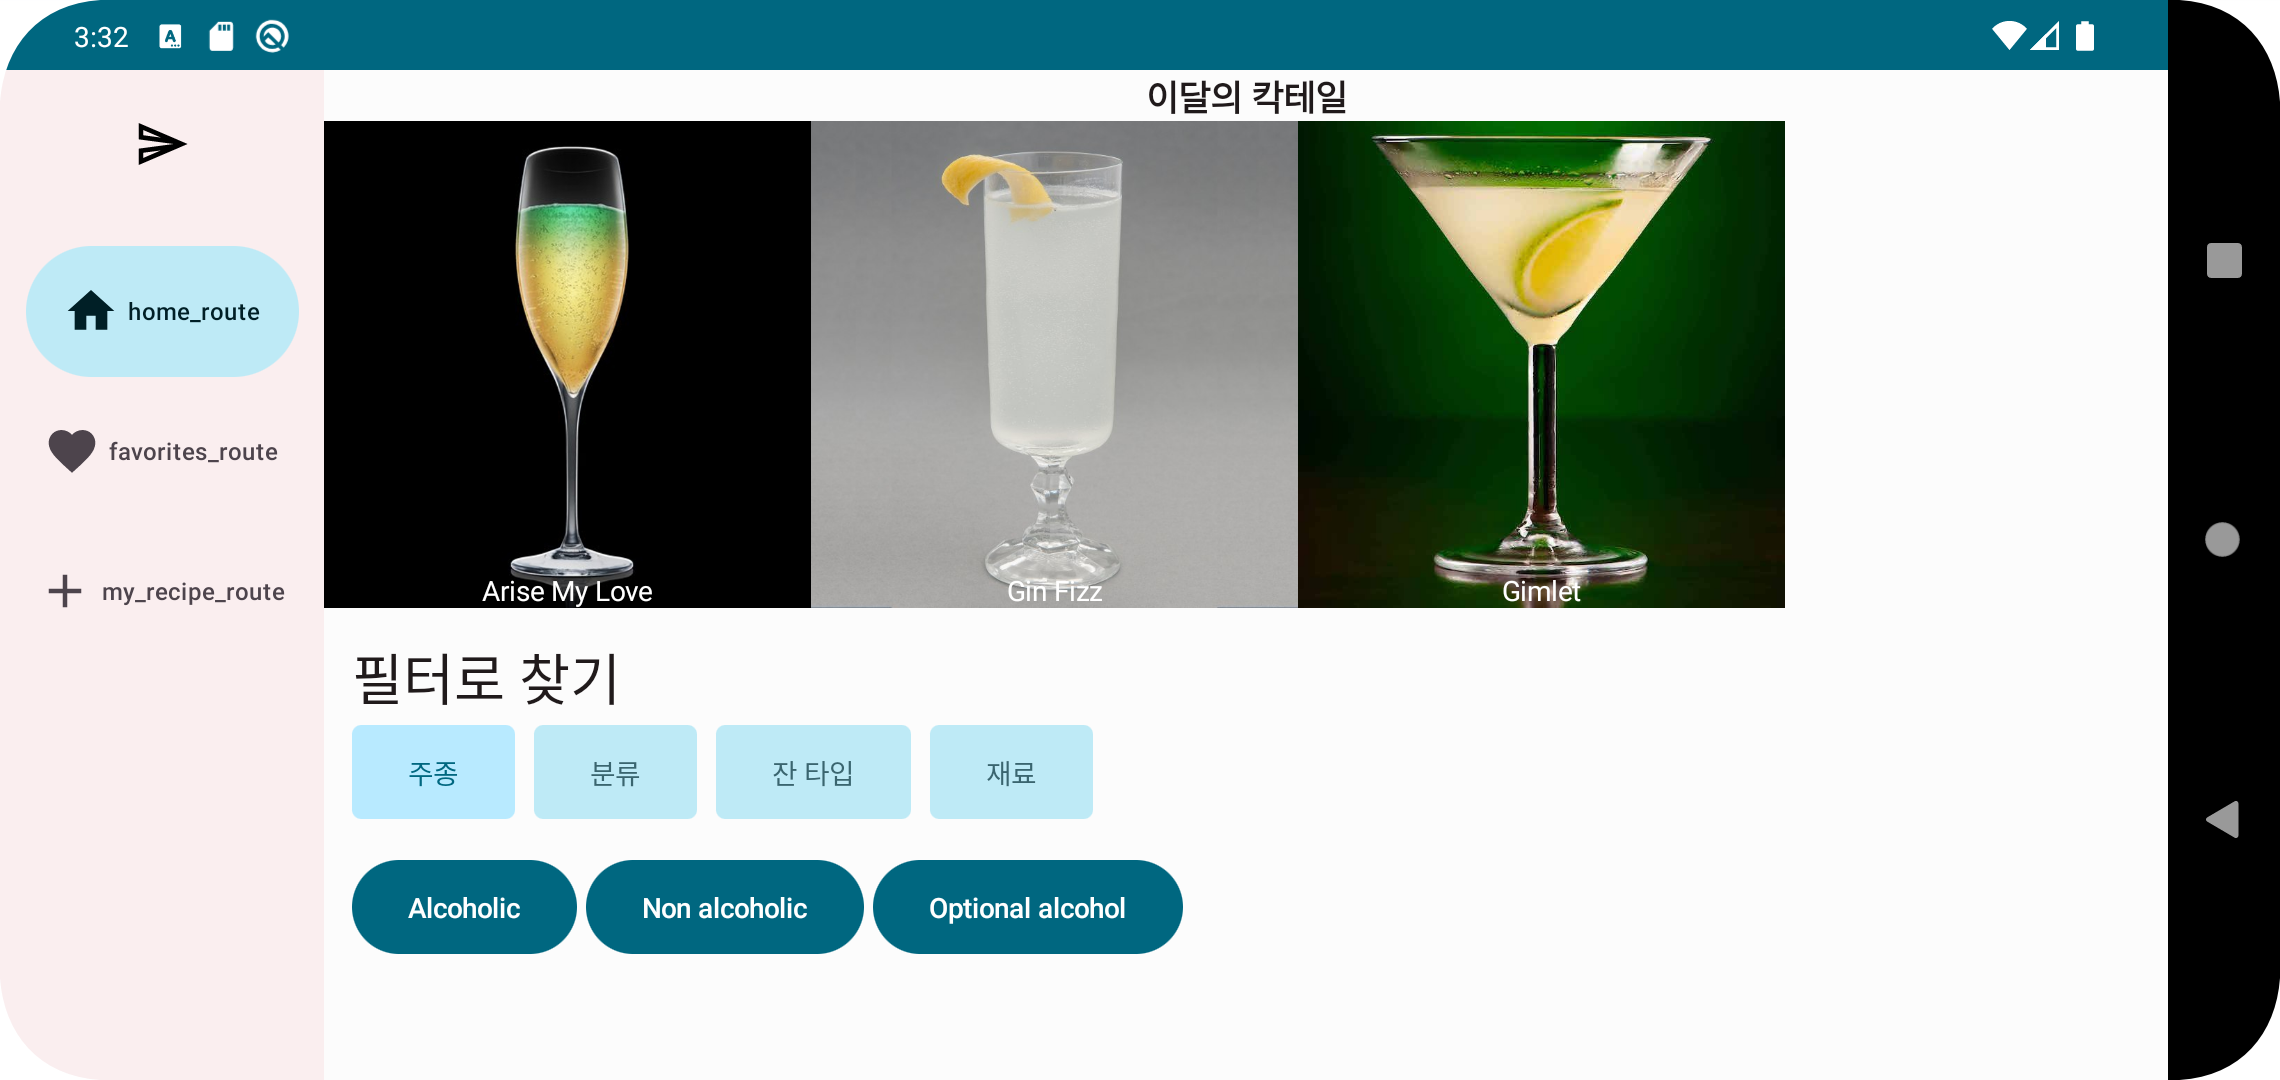 3:32
이달의 칵테일
home_route
favorites_route
my_recipe_route
Arise My Love
Gin Fizz
Gimlet
필터로 찾기
주종
분류
잔 타입
재료
Alcoholic
Non alcoholic
Optional alcohol